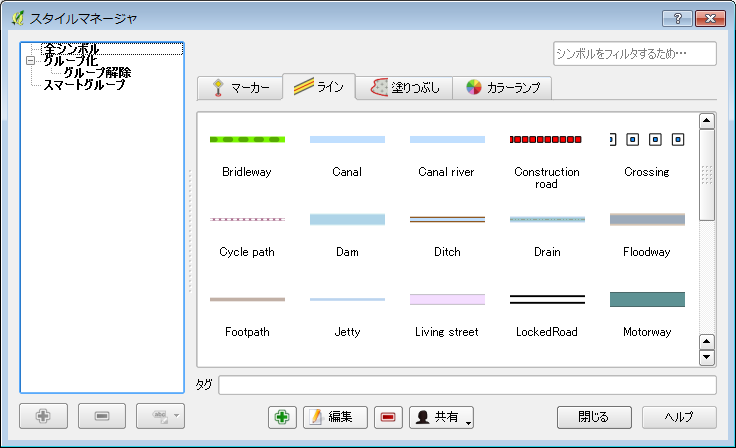 スタイルマネージャ
?
全シンボル
グループ化
グループ解除
スマートグループ
シンボルをフィルタするため…
マーカー
ライン
塗りつぶし
カラーランプ
Bridleway
Canal
Canal river
Construction
road
Crossing
Cycle path
Dam
Ditch
Drain
Floodway
Footpath
Jetty
Living street
LockedRoad
Motorway
タグ
abc
編集
共有
閉じる
ヘルプ